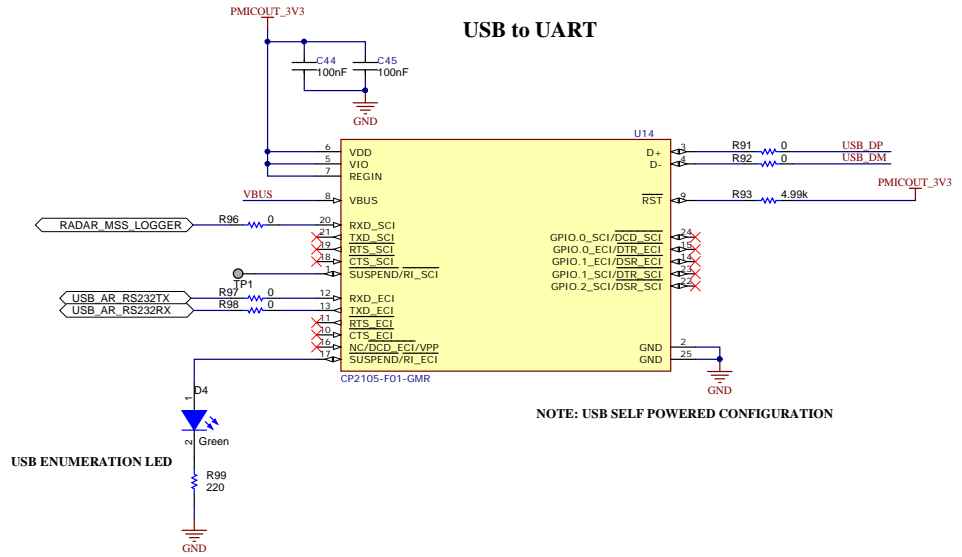 PMICOUT_3V3
USB to UART
C44
100nF
C45
100nF
GND
U14
6 VDD
5 VIO
7 REGIN
VBUS 8 VBUS
RADAR_MSS_LOGGER R96 0 20 RXD_SCI
21 TXD_SCI
19 RTS_SCI
18 CTS_SCI
TP1 1 SUSPEND/RI_SCI
USB_AR_RS232TX R97 0 12 RXD_ECI
USB_AR_RS232RX R98 0 13 TXD_ECI
11 RTS_ECI
10 CTS_ECI
16 NC/DCD_ECI/VPP
17 SUSPEND/RI_ECI
CP2105-F01-GMR
D+ 3 R91 0 USB_DP
D- 4 R92 0 USB_DM
RST 9 R93 4.99k PMICOUT_3V3
GPIO.0_SCI/DCD_SCI 24
GPIO.0_ECI/DTR_ECI 15
GPIO.1_ECI/DSR_ECI 14
GPIO.1_SCI/DTR_SCI 23
GPIO.2_SCI/DSR_SCI 22
GND 2
GND 25
GND
NOTE: USB SELF POWERED CONFIGURATION
D4
1
2
Green
USB ENUMERATION LED
R99
220
GND